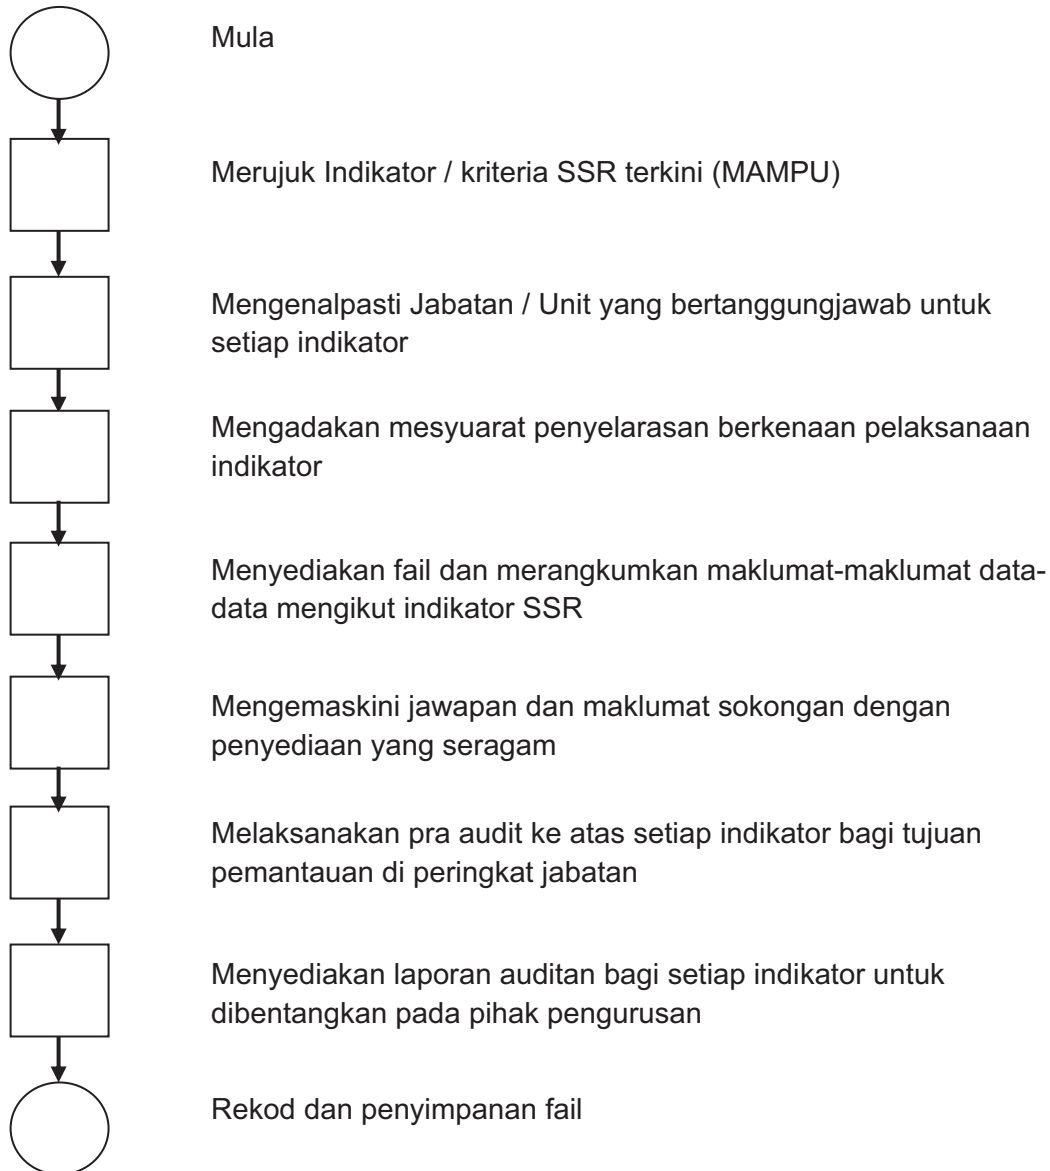 Mula
Merujuk Indikator / kriteria SSR terkini (MAMPU)
Mengenalpasti Jabatan / Unit yang bertanggungjawab untuk
setiap indikator
Mengadakan mesyuarat penyelarasan berkenaan pelaksanaan
indikator
Menyediakan fail dan merangkumkan maklumat-maklumat data-
data mengikut indikator SSR
Mengemaskini jawapan dan maklumat sokongan dengan
penyediaan yang seragam
Melaksanakan pra audit ke atas setiap indikator bagi tujuan
pemantauan di peringkat jabatan
Menyediakan laporan auditan bagi setiap indikator untuk
dibentangkan pada pihak pengurusan
Rekod dan penyimpanan fail